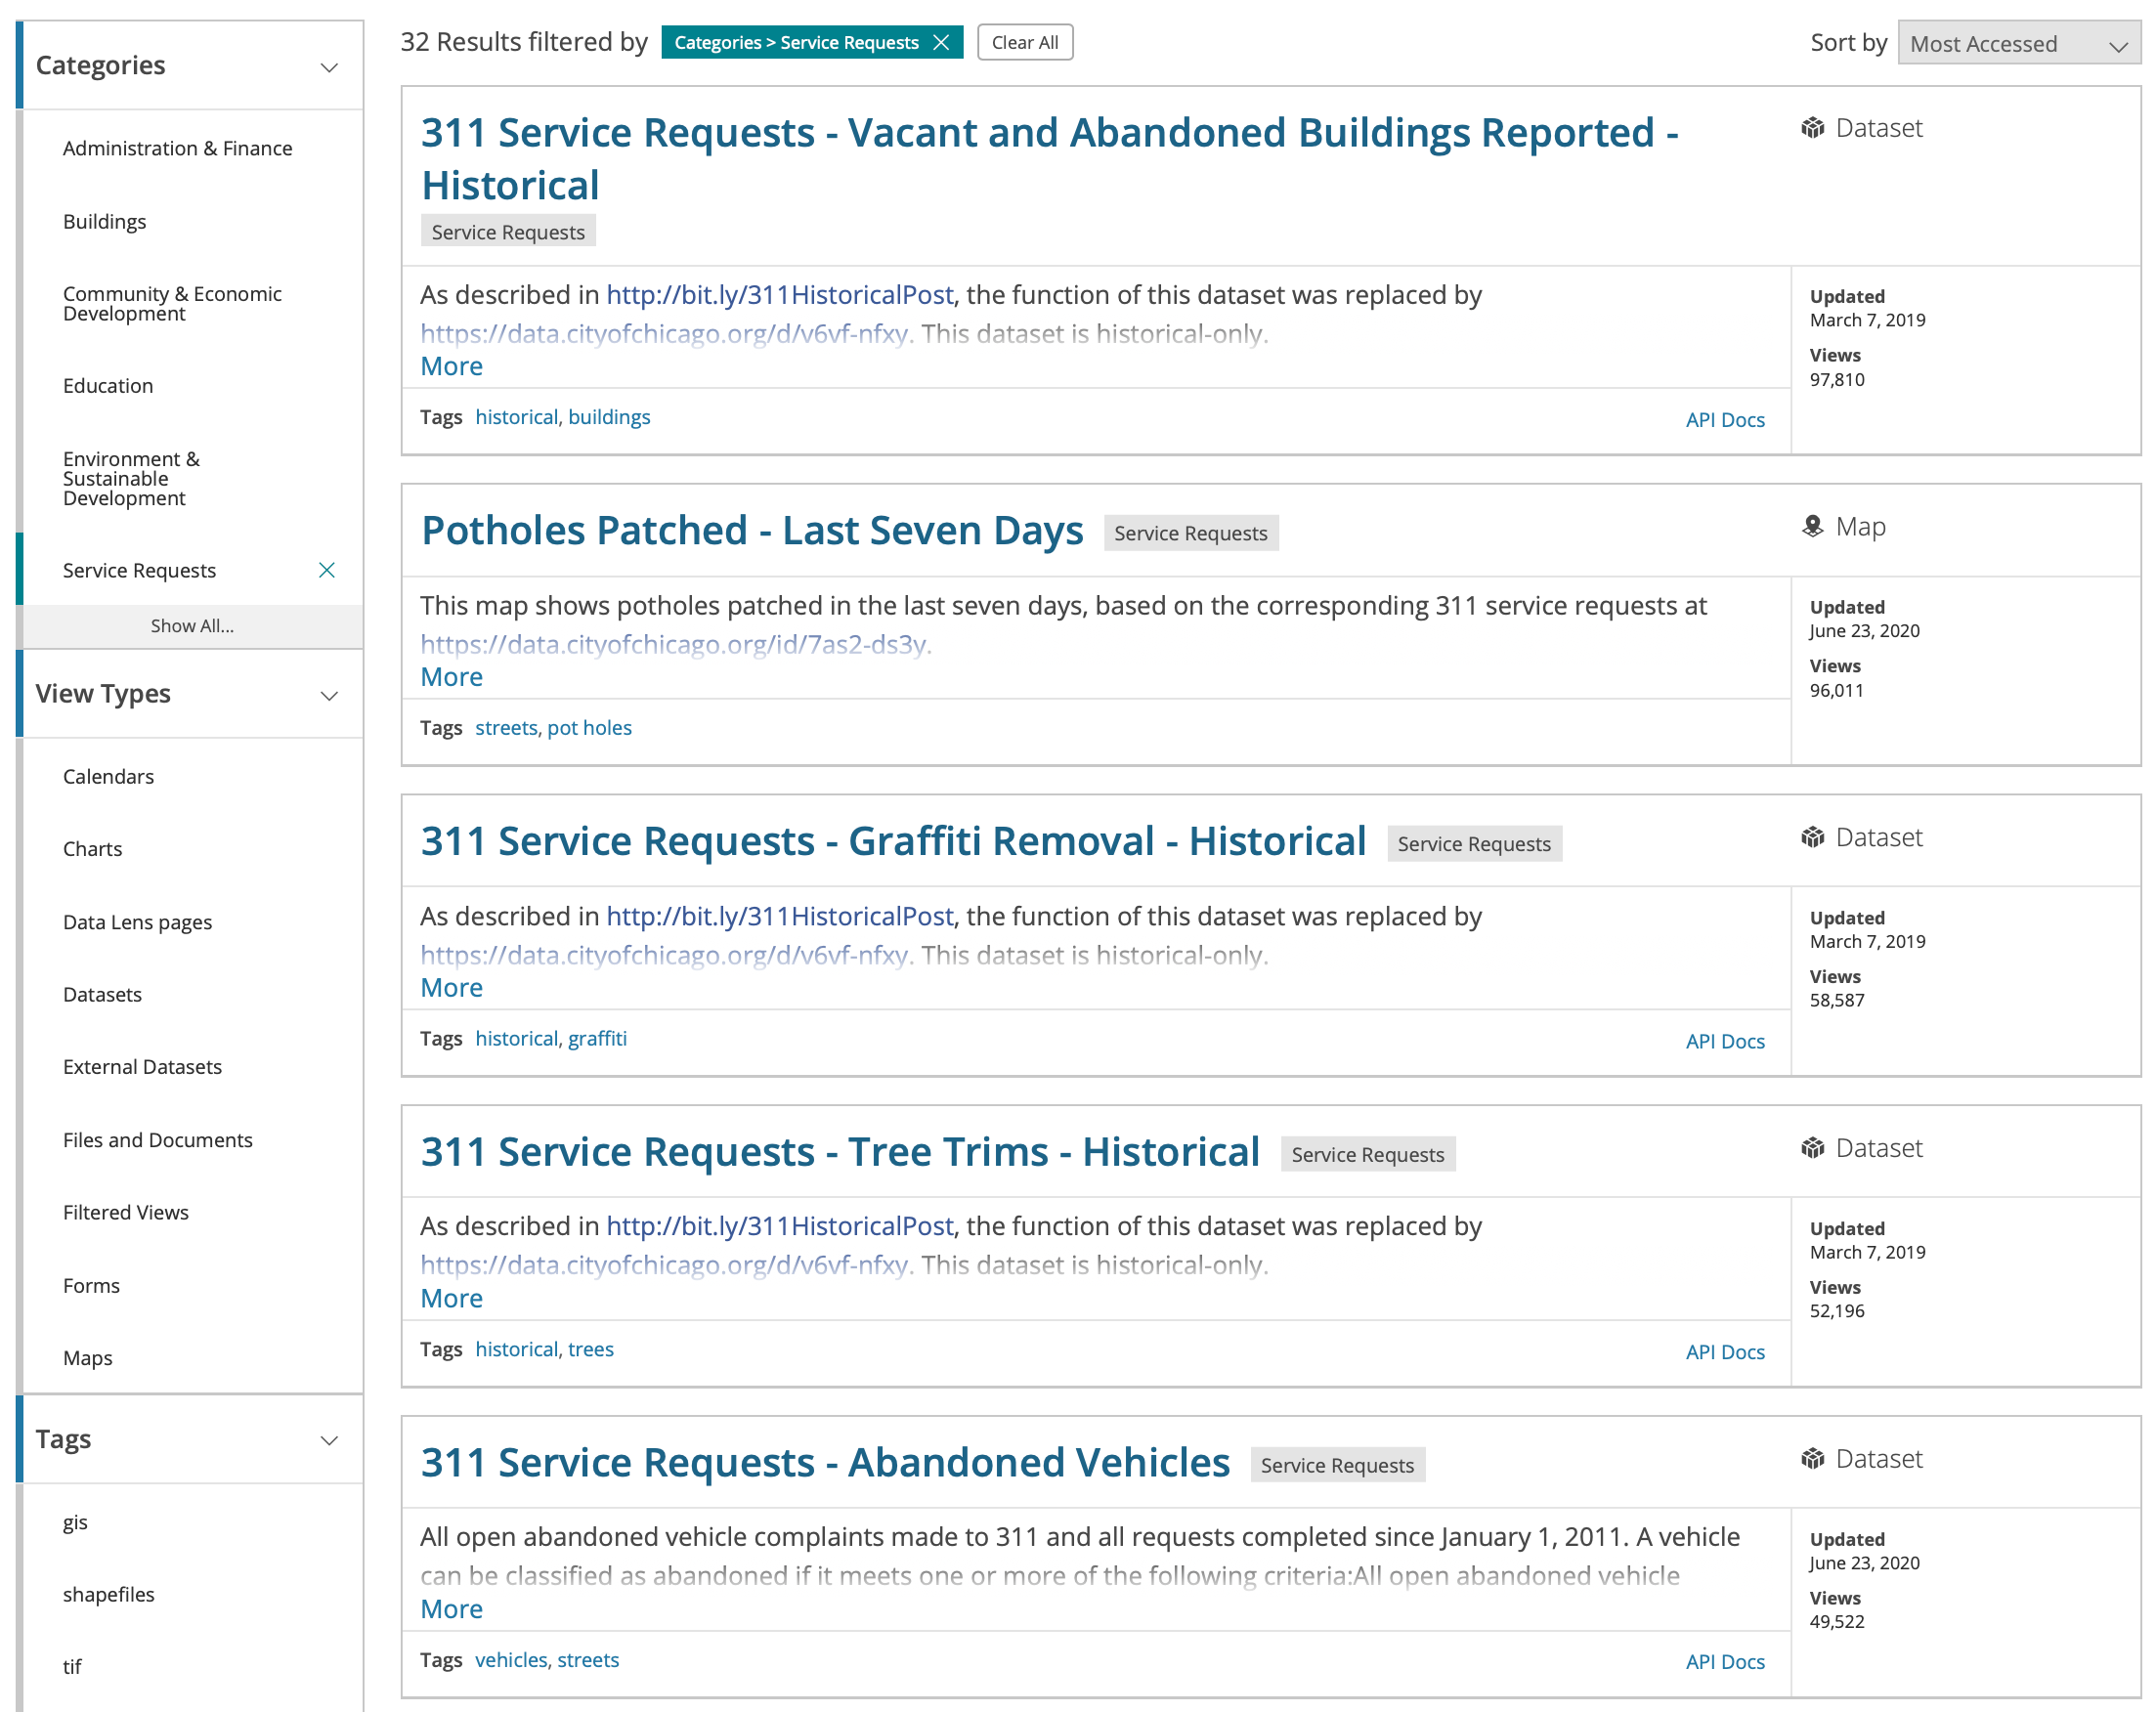 Categories
Administration & Finance
Buildings
Community & Economic
Development
Education
Environment &
Sustainable
Development
Service Requests
Show All...
View Types
Calendars
Charts
Data Lens pages
Datasets
External Datasets
Files and Documents
Filtered Views
Forms
Maps
Tags
gis
shapefiles
tif
32 Results filtered by Categories > Service Requests Clear All
Sort by Most Accessed
311 Service Requests - Vacant and Abandoned Buildings Reported -
Historical
Service Requests
Dataset
As described in http://bit.ly/311HistoricalPost, the function of this dataset was replaced by
https://data.cityofchicago.org/d/v6vf-nfxy. This dataset is historical-only.
More
Tags historical, buildings
API Docs
Updated
March 7, 2019
Views
97,810
Potholes Patched - Last Seven Days Service Requests
Map
This map shows potholes patched in the last seven days, based on the corresponding 311 service requests at
https://data.cityofchicago.org/id/7as2-ds3y.
More
Tags streets, pot holes
Updated
June 23, 2020
Views
96,011
311 Service Requests - Graffiti Removal - Historical Service Requests
Dataset
As described in http://bit.ly/311HistoricalPost, the function of this dataset was replaced by
https://data.cityofchicago.org/d/v6vf-nfxy. This dataset is historical-only.
More
Tags historical, graffiti
API Docs
Updated
March 7, 2019
Views
58,587
311 Service Requests - Tree Trims - Historical Service Requests
Dataset
As described in http://bit.ly/311HistoricalPost, the function of this dataset was replaced by
https://data.cityofchicago.org/d/v6vf-nfxy. This dataset is historical-only.
More
Tags historical, trees
API Docs
Updated
March 7, 2019
Views
52,196
311 Service Requests - Abandoned Vehicles Service Requests
Dataset
All open abandoned vehicle complaints made to 311 and all requests completed since January 1, 2011. A vehicle
can be classified as abandoned if it meets one or more of the following criteria:All open abandoned vehicle
More
Tags vehicles, streets
API Docs
Updated
June 23, 2020
Views
49,522